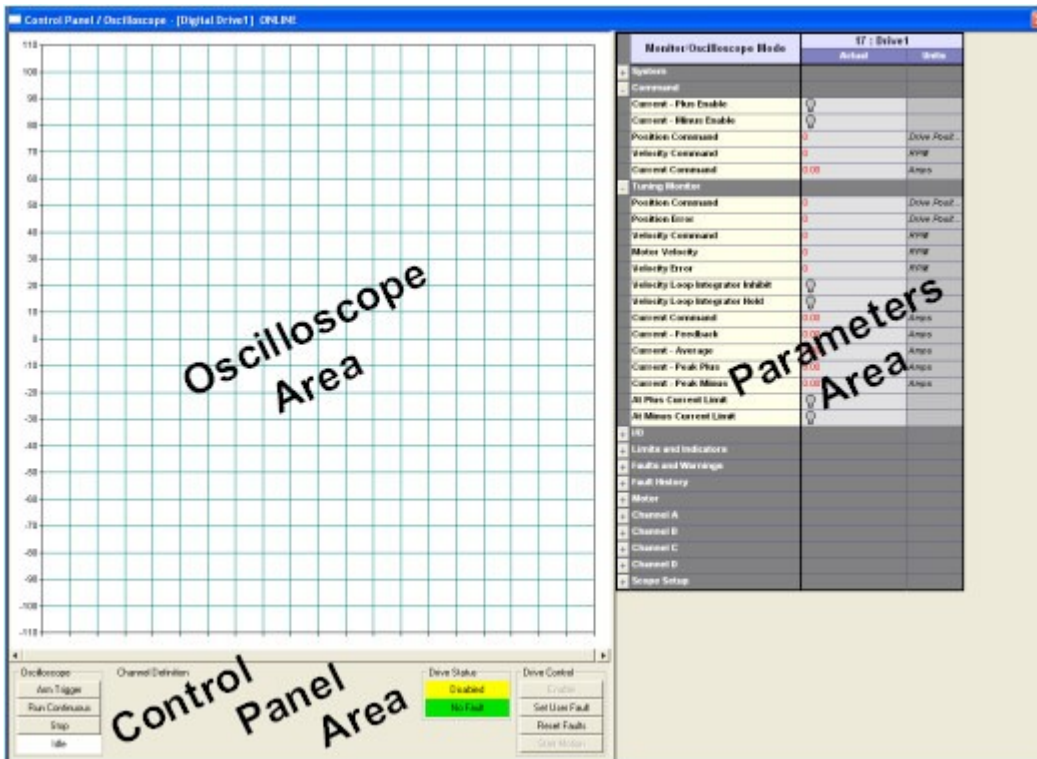 Control Panel / Oscilloscope - [Digital Drive1] ONLINE
110
100
90
80
70
60
50
40
30
20
10
0
-10
-20
-30
-40
-50
-60
-70
-80
-90
-100
-110
Oscilloscope
Area
Monitor/Oscilloscope Mode
17 : Drive1
Actual Units
+ System
- Command
Current - Plus Enable
Current - Minus Enable
Position Command 0 Drive Posit...
Velocity Command 0 RPM
Current Command 0.00 Amps
- Tuning Monitor
Position Command 0 Drive Posit...
Position Error 0 Drive Posit...
Velocity Command 0 RPM
Motor Velocity 0 RPM
Velocity Error 0 RPM
Velocity Loop Integrator Inhibit
Velocity Loop Integrator Hold
Current Command 0.00 Amps
Current - Feedback 0.00 Amps
Current - Average Amps
Current - Peak Plus 0.00 Amps
Current - Peak Minus 0.00 Amps
At Plus Current Limit
At Minus Current Limit
+ I/O
+ Limits and Indicators
+ Faults and Warnings
+ Fault History
+ Motor
+ Channel A
+ Channel B
+ Channel C
+ Channel D
+ Scope Setup
Parameters
Area
Oscilloscope
Arm Trigger
Run Continuous
Stop
Idle
Channel Definition
Control
Panel
Area
Drive Status
Disabled
No Fault
Drive Control
Enable
Set User Fault
Reset Faults
Start Motion